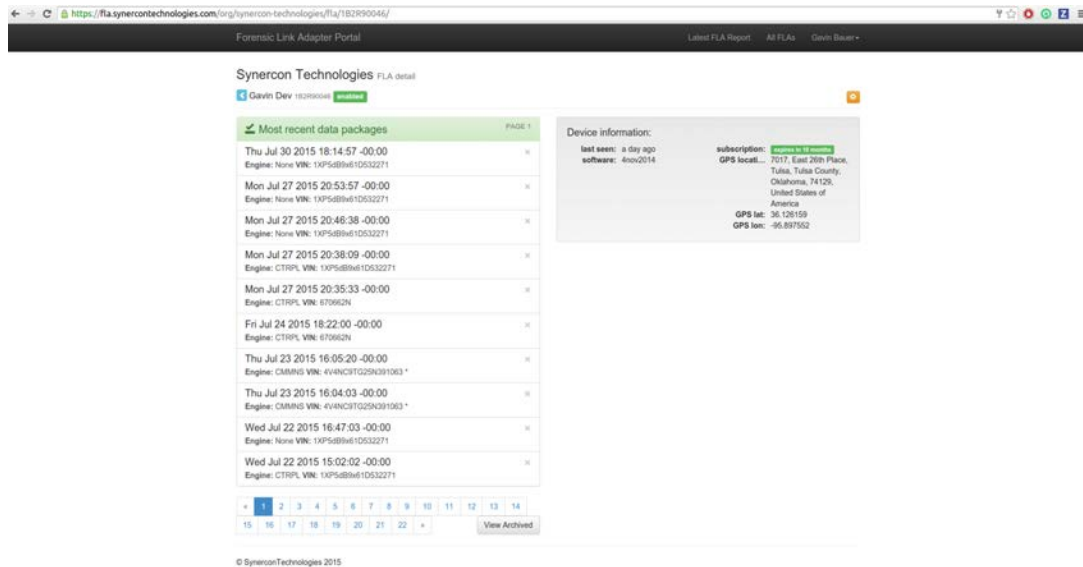 https://fla.synercontechnologies.com/org/synercon-technologies/fla/1B2R90046/
Forensic Link Adapter Portal
Latest FLA Report All FLAs Gavin Bauer
Synercon Technologies FLA detail
Gavin Dev 1B2R90046 enabled
Most recent data packages PAGE 1
Thu Jul 30 2015 18:14:57 -00:00 ×
Engine: None VIN: 1XP5dB9x61D532271
Mon Jul 27 2015 20:53:57 -00:00 ×
Engine: None VIN: 1XP5dB9x61D532271
Mon Jul 27 2015 20:46:38 -00:00 ×
Engine: None VIN: 1XP5dB9x61D532271
Mon Jul 27 2015 20:38:09 -00:00 ×
Engine: CTRPL VIN: 1XP5dB9x61D532271
Mon Jul 27 2015 20:35:33 -00:00 ×
Engine: CTRPL VIN: 670662N
Fri Jul 24 2015 18:22:00 -00:00 ×
Engine: CTRPL VIN: 670662N
Thu Jul 23 2015 16:05:20 -00:00 ×
Engine: CMMNS VIN: 4V4NC9TG25N391063 *
Thu Jul 23 2015 16:04:03 -00:00 ×
Engine: CMMNS VIN: 4V4NC9TG25N391063 *
Wed Jul 22 2015 16:47:03 -00:00 ×
Engine: None VIN: 1XP5dB9x61D532271
Wed Jul 22 2015 15:02:02 -00:00 ×
Engine: CTRPL VIN: 1XP5dB9x61D532271
« 1 2 3 4 5 6 7 8 9 10 11 12 13 14
15 16 17 18 19 20 21 22 »
View Archived
Device information:
last seen: a day ago
software: 4nov2014
subscription: expires in 10 months
GPS locati... 7017, East 26th Place,
Tulsa, Tulsa County,
Oklahoma, 74129,
United States of
America
GPS lat: 36.126159
GPS lon: -95.897552
© SynerconTechnologies 2015